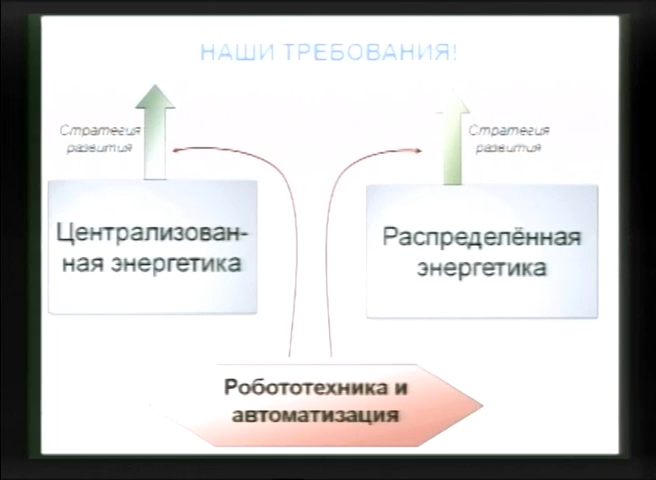 НАШИ ТРЕБОВАНИЯ!
Стратегия
развития
Стратегия
развития
Централизован-
ная энергетика
Распределённая
энергетика
Робототехника и
автоматизация